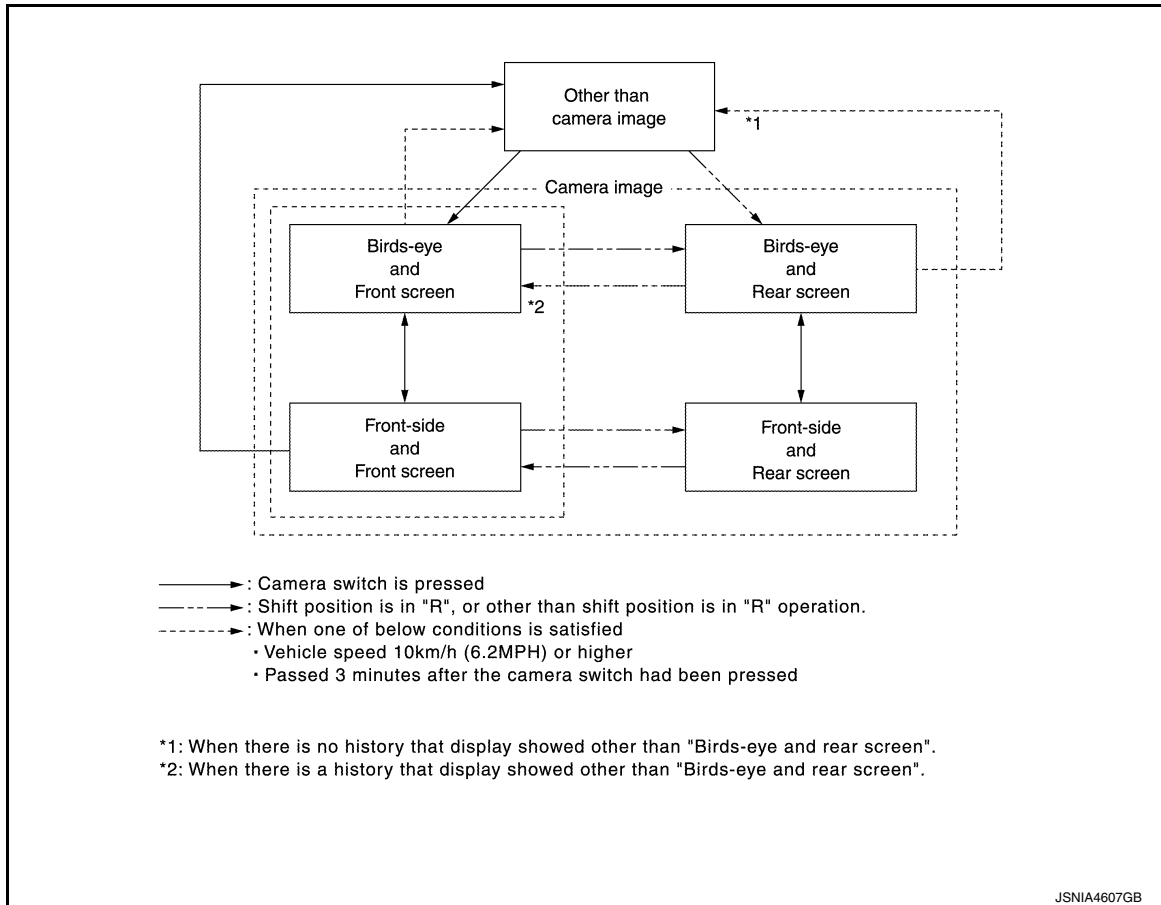 Other than
camera image
*1
Camera image
Birds-eye
and
Front screen
Birds-eye
and
Rear screen
*2
Front-side
and
Front screen
Front-side
and
Rear screen
: Camera switch is pressed
: Shift position is in "R", or other than shift position is in "R" operation.
: When one of below conditions is satisfied
・Vehicle speed 10km/h (6.2MPH) or higher
・Passed 3 minutes after the camera switch had been pressed
*1: When there is no history that display showed other than "Birds-eye and rear screen".
*2: When there is a history that display showed other than "Birds-eye and rear screen".
JSNIA4607GB